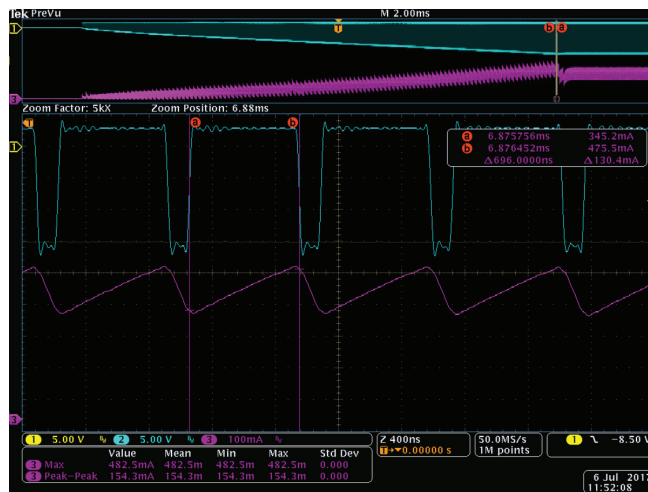 Tek PreVu M 2.00ms
1 T b a
3
Zoom Factor: 5kX Zoom Position: 6.88ms
T a b
a 6.875756ms 345.2mA
b 6.876452ms 475.5mA
Δ696.0000ns Δ130.4mA
1
3
1 5.00 V 2 5.00 V 3 100mA
Z 400ns 50.0MS/s 1 -8.50 V
T→▼0.00000 s 1M points
Value Mean Min Max Std Dev
3 Max 482.5mA 482.5m 482.5m 482.5m 0.000
3 Peak-Peak 154.3mA 154.3m 154.3m 154.3m 0.000
6 Jul 2017
11:52:08